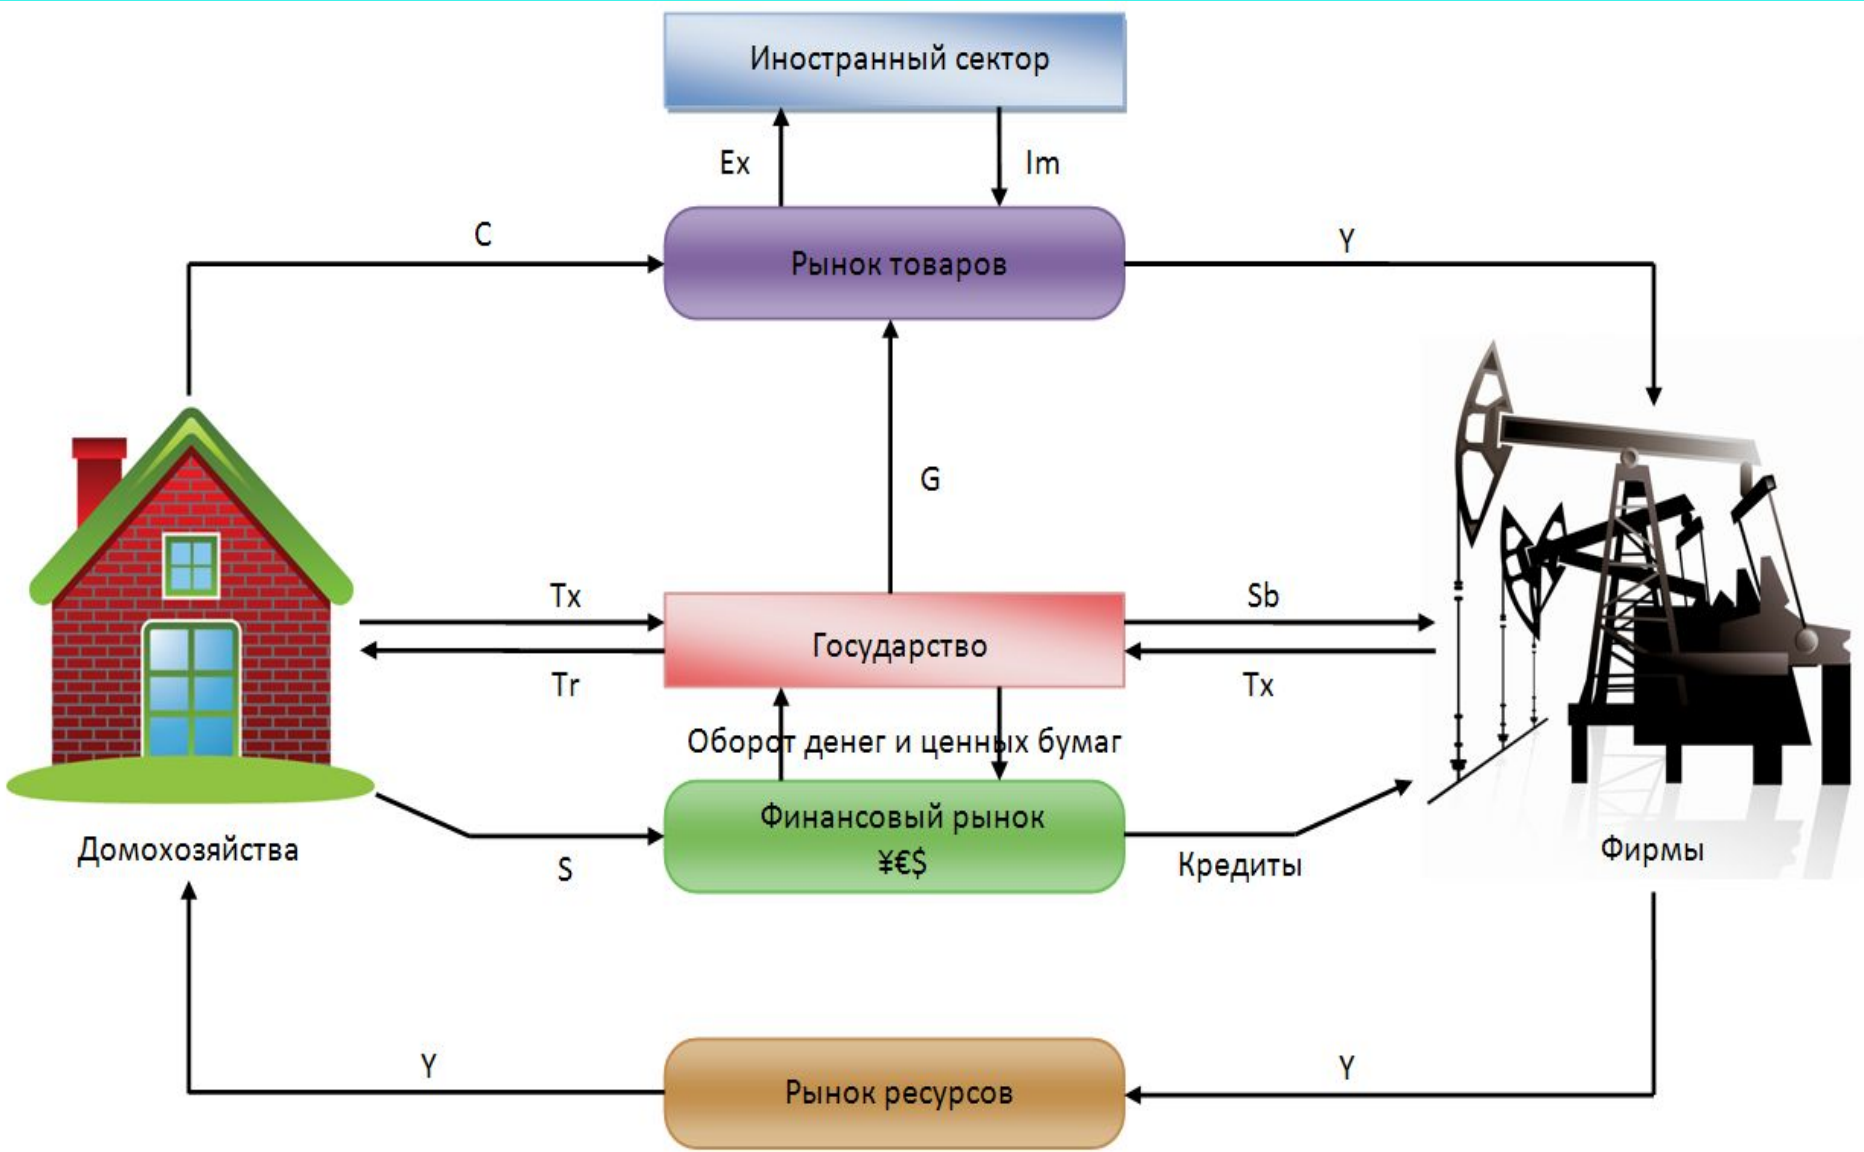 Иностранный сектор
Ex
Im
C
Y
Рынок товаров
G
Tx
Sb
Государство
Tr
Tx
Оборот денег и ценных бумаг
Финансовый рынок
¥€$
Домохозяйства
S
Кредиты
Фирмы
Y
Y
Рынок ресурсов